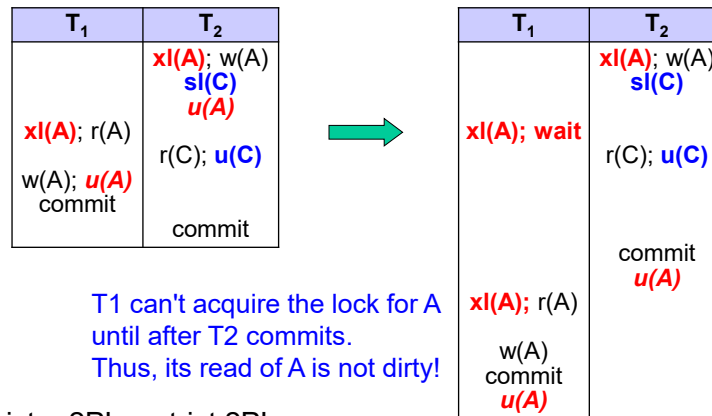 T1 T2
xl(A); w(A)
sl(C)
u(A)
xl(A); r(A)
r(C); u(C)
w(A); u(A)
commit
commit
T1 T2
xl(A); w(A)
sl(C)
xl(A); wait
r(C); u(C)
commit
u(A)
xl(A); r(A)
w(A)
commit
u(A)
T1 can't acquire the lock for A
until after T2 commits.
Thus, its read of A is not dirty!